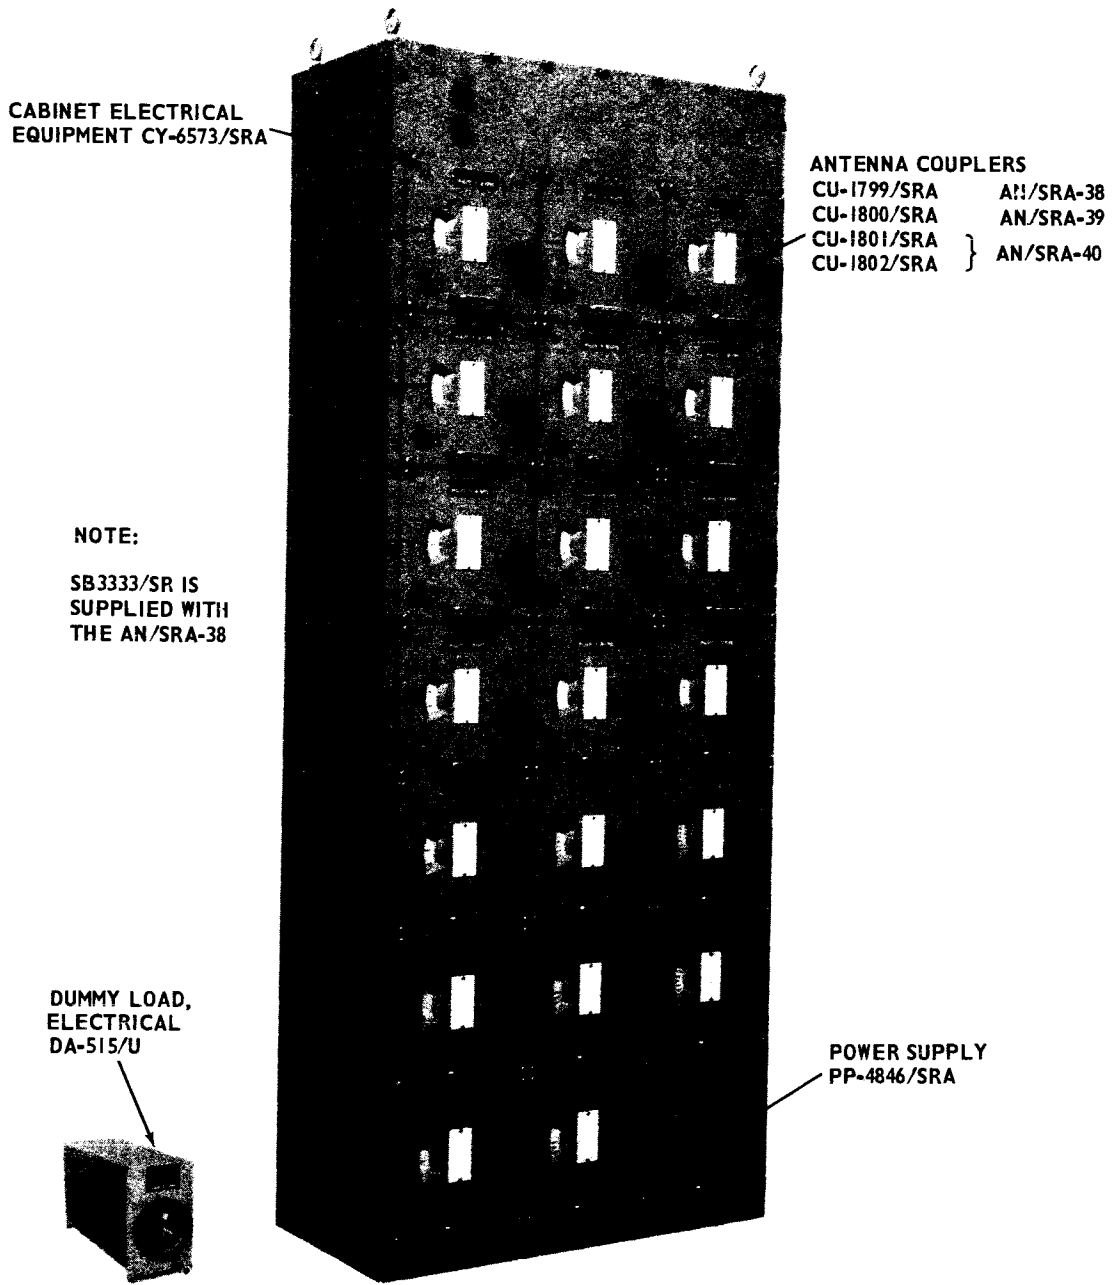 CABINET ELECTRICAL
EQUIPMENT CY-6573/SRA
ANTENNA COUPLERS
CU-1799/SRA AN/SRA-38
CU-1800/SRA AN/SRA-39
CU-1801/SRA
CU-1802/SRA } AN/SRA-40
NOTE:
SB3333/SR IS
SUPPLIED WITH
THE AN/SRA-38
DUMMY LOAD,
ELECTRICAL
DA-515/U
POWER SUPPLY
PP-4846/SRA